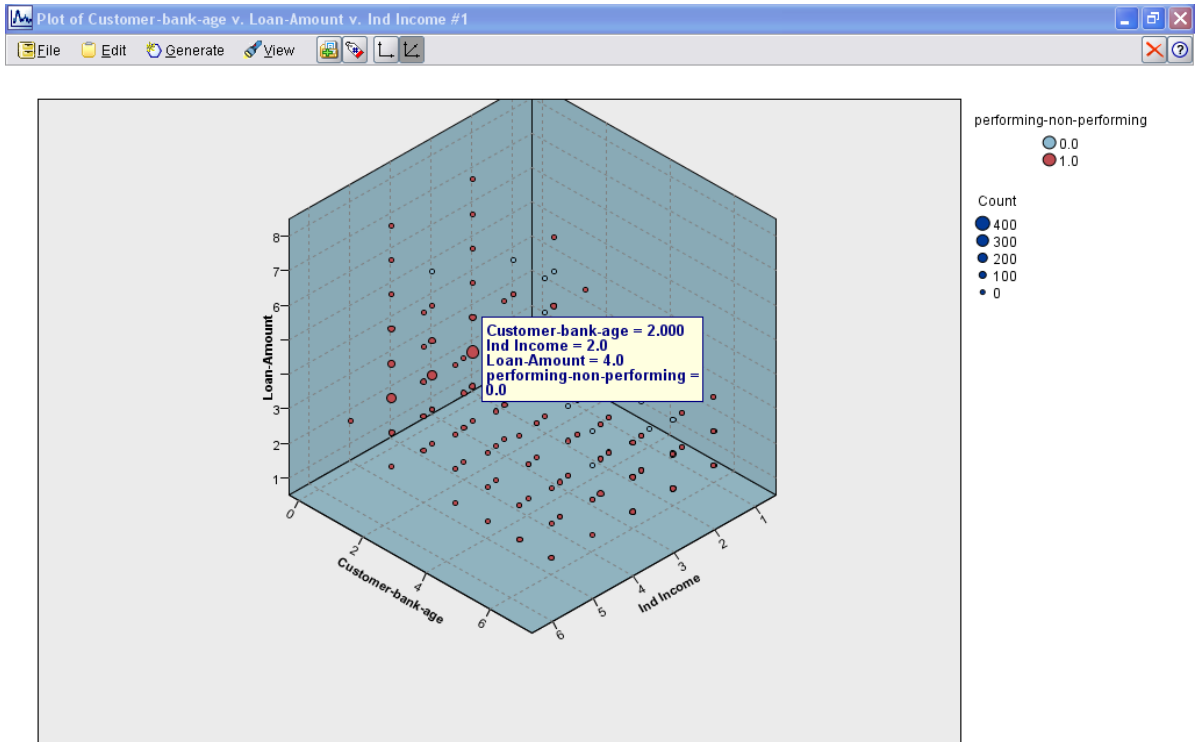 Plot of Customer-bank-age v. Loan-Amount v. Ind Income #1
File Edit Generate View
performing-non-performing
0.0
1.0
Count
400
300
200
100
0
Loan-Amount
8
7
6
3
2
1
Customer-bank-age = 2.000
Ind Income = 2.0
Loan-Amount = 4.0
performing-non-performing =
0.0
0
2
4
6
Customer-bank-age
1
2
3
4
5
6
Ind Income